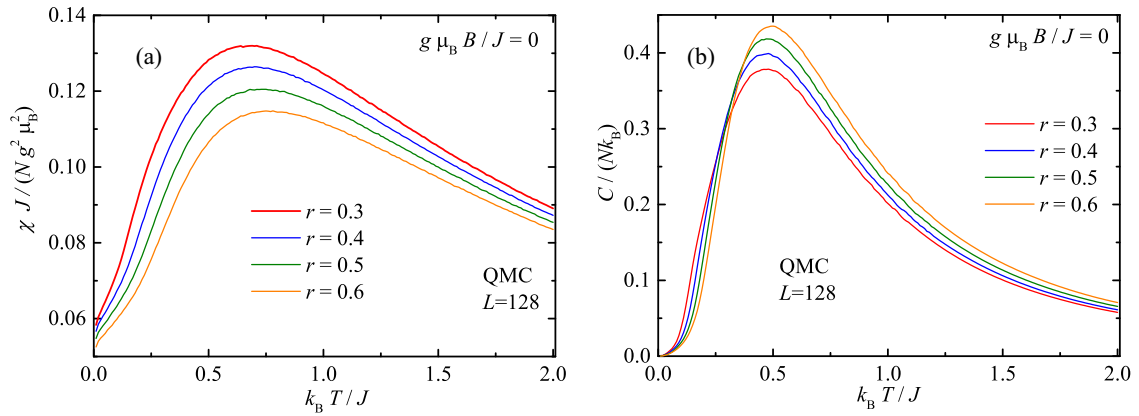 (a)
g μ_B B / J = 0
χ J / (N g² μ_B²)
0.14
0.13
0.12
0.10
0.08
0.06
r = 0.3
r = 0.4
r = 0.5
r = 0.6
QMC
L=128
0.0
0.5
1.0
1.5
2.0
k_B T / J
(b)
g μ_B B / J = 0
C / (Nk_B)
0.4
0.3
0.2
0.1
0.0
r = 0.3
r = 0.4
r = 0.5
r = 0.6
QMC
L=128
0.0
0.5
1.0
1.5
2.0
k_B T / J